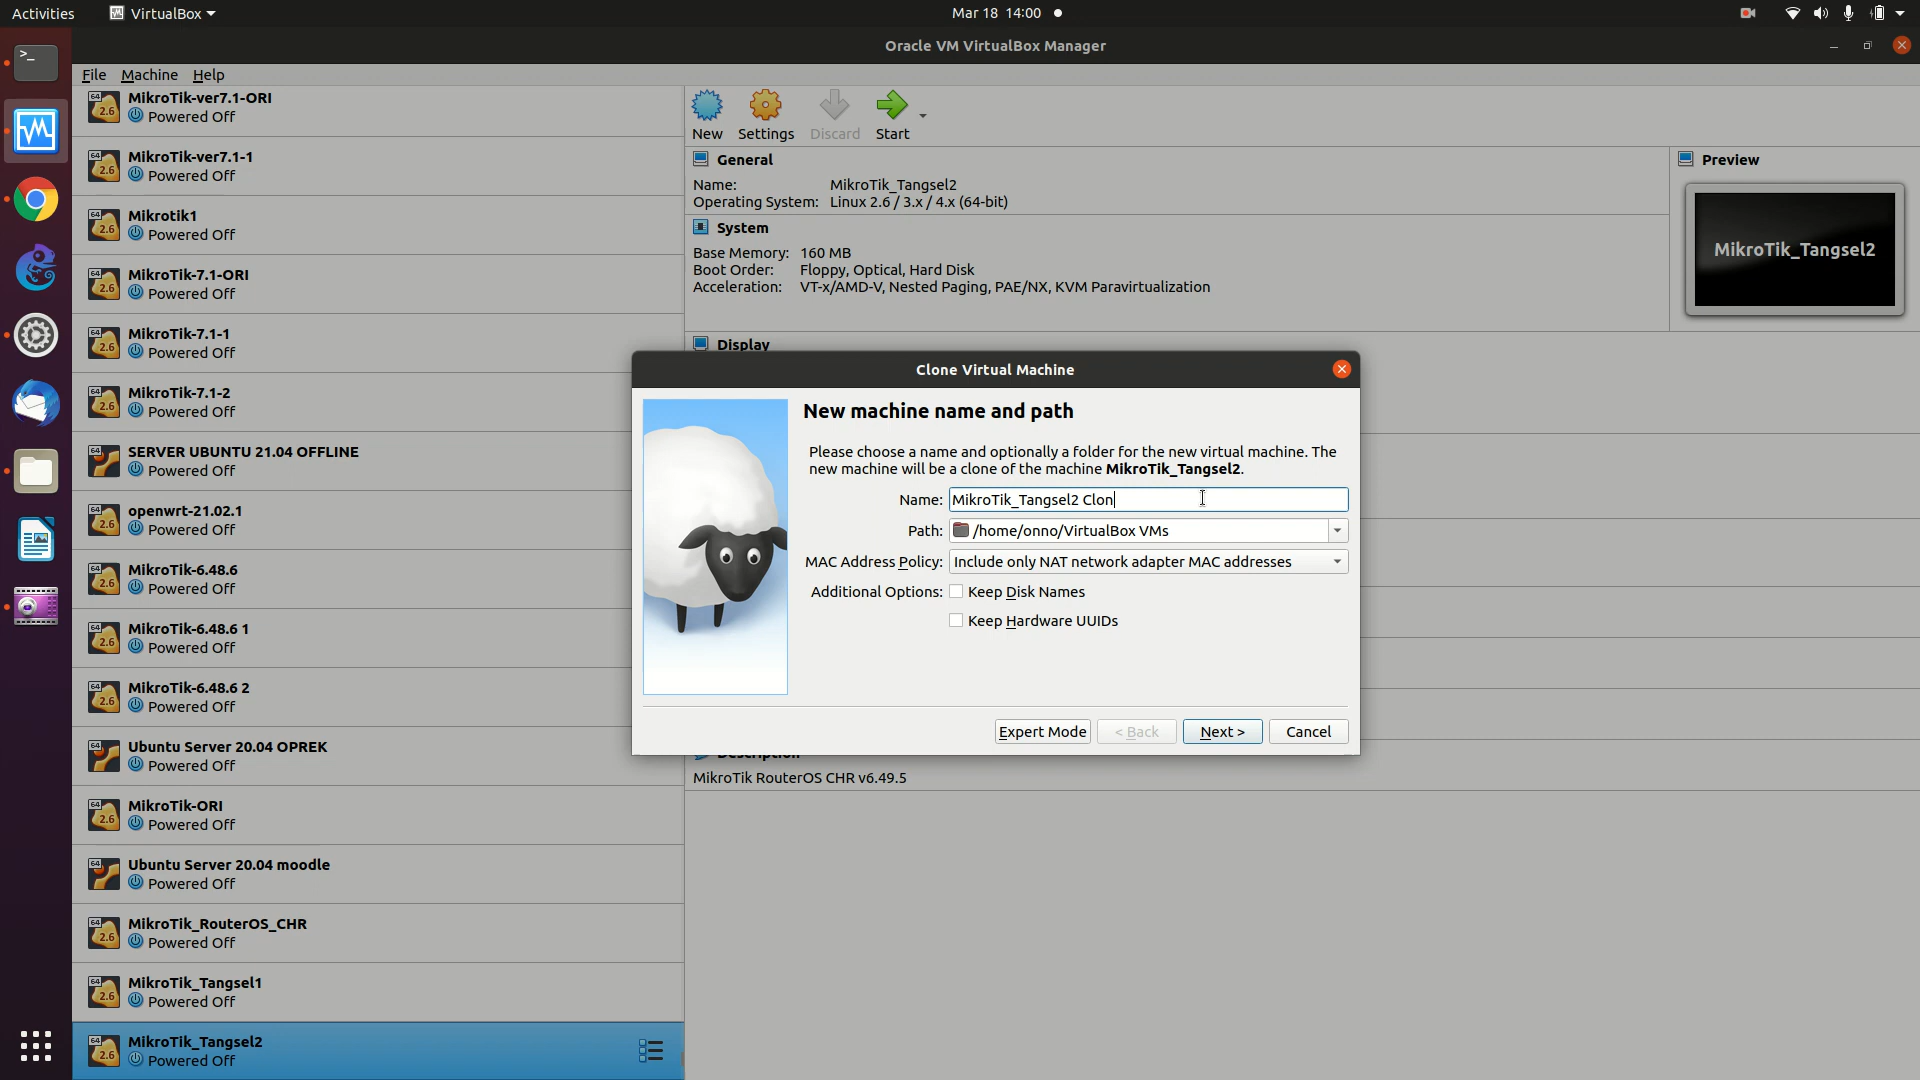 Activities VirtualBox Mar 18 14:00
Oracle VM VirtualBox Manager
File Machine Help
MikroTik-ver7.1-ORI
Powered Off
MikroTik-ver7.1-1
Powered Off
Mikrotik1
Powered Off
MikroTik-7.1-ORI
Powered Off
MikroTik-7.1-1
Powered Off
MikroTik-7.1-2
Powered Off
SERVER UBUNTU 21.04 OFFLINE
Powered Off
openwrt-21.02.1
Powered Off
MikroTik-6.48.6
Powered Off
MikroTik-6.48.6 1
Powered Off
MikroTik-6.48.6 2
Powered Off
Ubuntu Server 20.04 OPREK
Powered Off
MikroTik-ORI
Powered Off
Ubuntu Server 20.04 moodle
Powered Off
MikroTik_RouterOS_CHR
Powered Off
MikroTik_Tangsel1
Powered Off
MikroTik_Tangsel2
Powered Off
New Settings Discard Start
General
Name: MikroTik_Tangsel2
Operating System: Linux 2.6 / 3.x / 4.x (64-bit)
System
Base Memory: 160 MB
Boot Order: Floppy, Optical, Hard Disk
Acceleration: VT-x/AMD-V, Nested Paging, PAE/NX, KVM Paravirtualization
Preview
MikroTik_Tangsel2
Display
Clone Virtual Machine
New machine name and path
Please choose a name and optionally a folder for the new virtual machine. The
new machine will be a clone of the machine MikroTik_Tangsel2.
Name: MikroTik_Tangsel2 Clon
Path: /home/onno/VirtualBox VMs
MAC Address Policy: Include only NAT network adapter MAC addresses
Additional Options: Keep Disk Names
Keep Hardware UUIDs
Expert Mode < Back Next > Cancel
Description
MikroTik RouterOS CHR v6.49.5